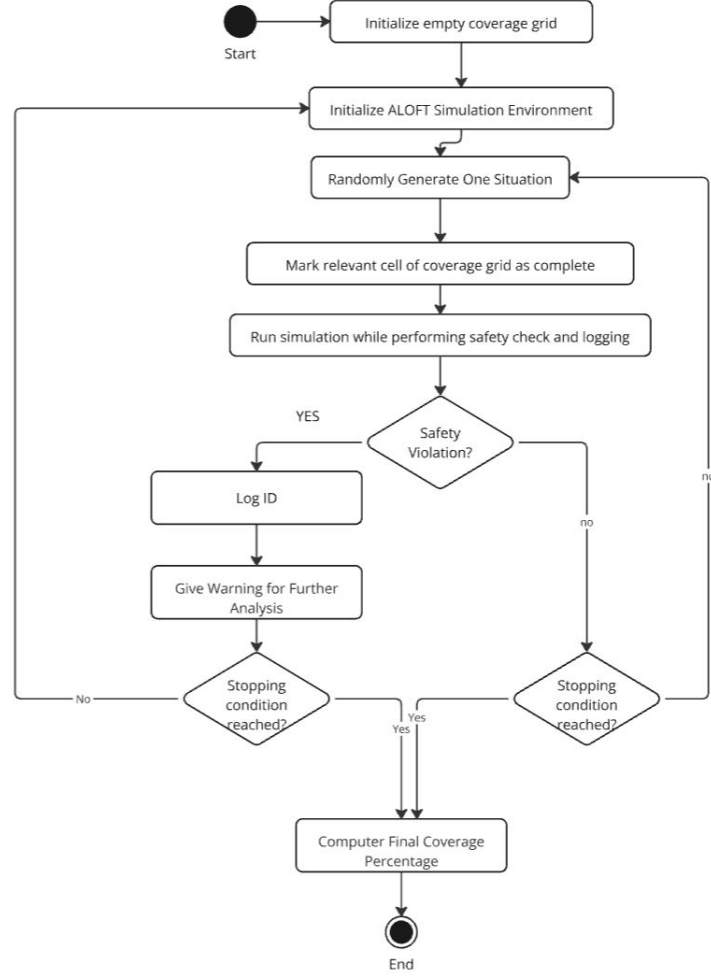 Start
Initialize empty coverage grid
Initialize ALOFT Simulation Environment
Randomly Generate One Situation
Mark relevant cell of coverage grid as complete
Run simulation while performing safety check and logging
Safety
Violation?
YES
Log ID
Give Warning for Further
Analysis
no
no
Stopping
condition
reached?
No
Yes
Stopping
condition
reached?
Yes
Computer Final Coverage
Percentage
End